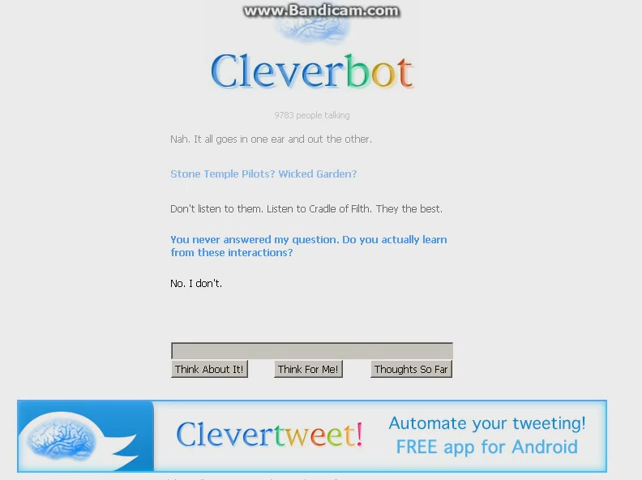 www.Bandicam.com
Cleverbot
9783 people talking
Nah. It all goes in one ear and out the other.
Stone Temple Pilots? Wicked Garden?
Don't listen to them. Listen to Cradle of Filth. They the best.
You never answered my question. Do you actually learn
from these interactions?
No. I don't.
Think About It! Think For Me! Thoughts So Far
Clevertweet!
Automate your tweeting!
FREE app for Android